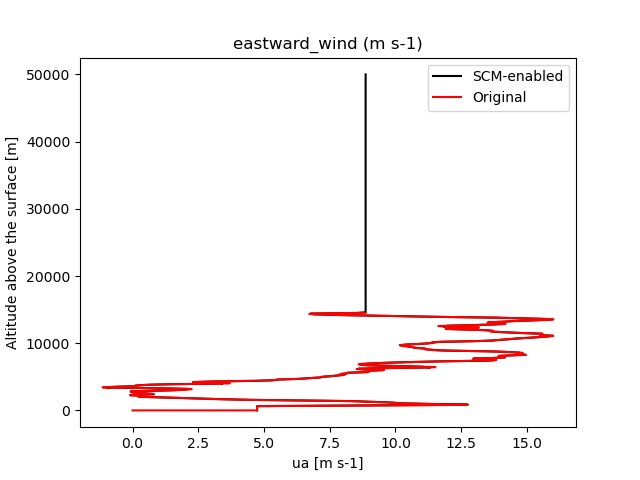 eastward_wind (m s-1)
SCM-enabled
Original
Altitude above the surface [m]
50000
40000
30000
20000
10000
0
0.0 2.5 5.0 7.5 10.0 12.5 15.0
ua [m s-1]